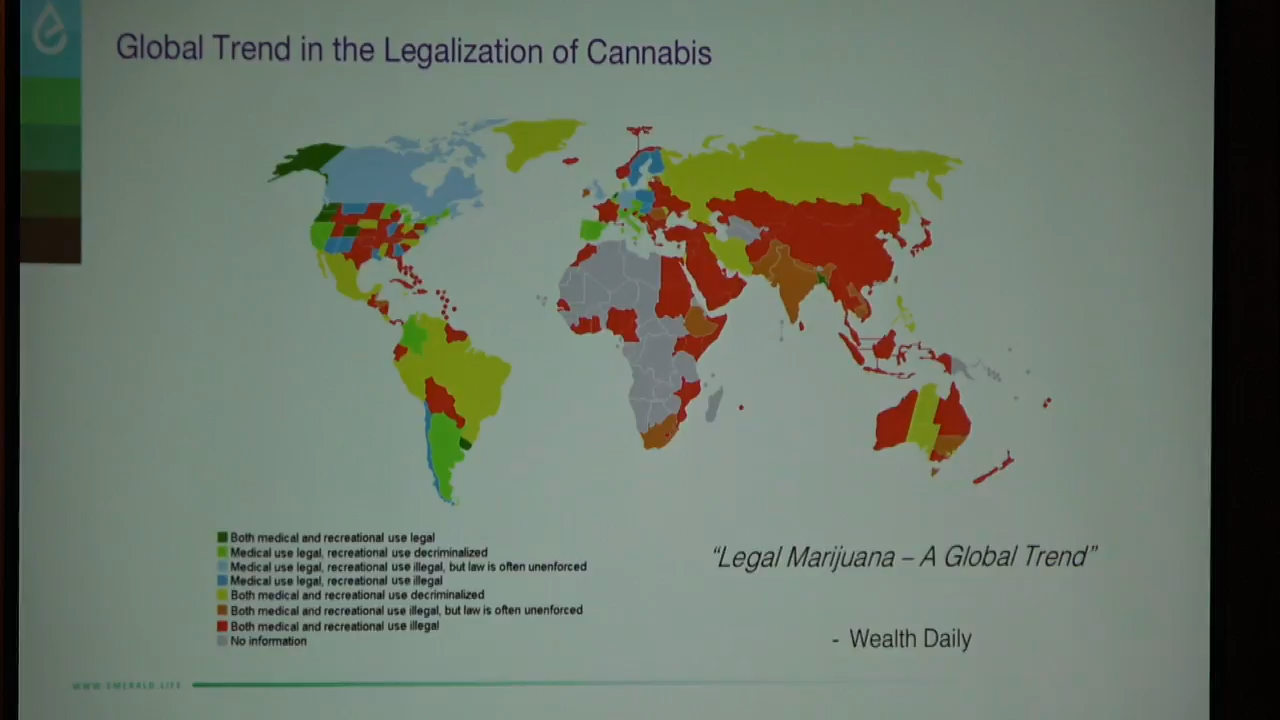 Global Trend in the Legalization of Cannabis
Both medical and recreational use legal
Medical use legal, recreational use decriminalized
Medical use legal, recreational use illegal, but law is often unenforced
Medical use legal, recreational use illegal
Both medical and recreational use decriminalized
Both medical and recreational use illegal, but law is often unenforced
Both medical and recreational use illegal
No information
“Legal Marijuana – A Global Trend”
- Wealth Daily
WWW.EMERALD.LIFE